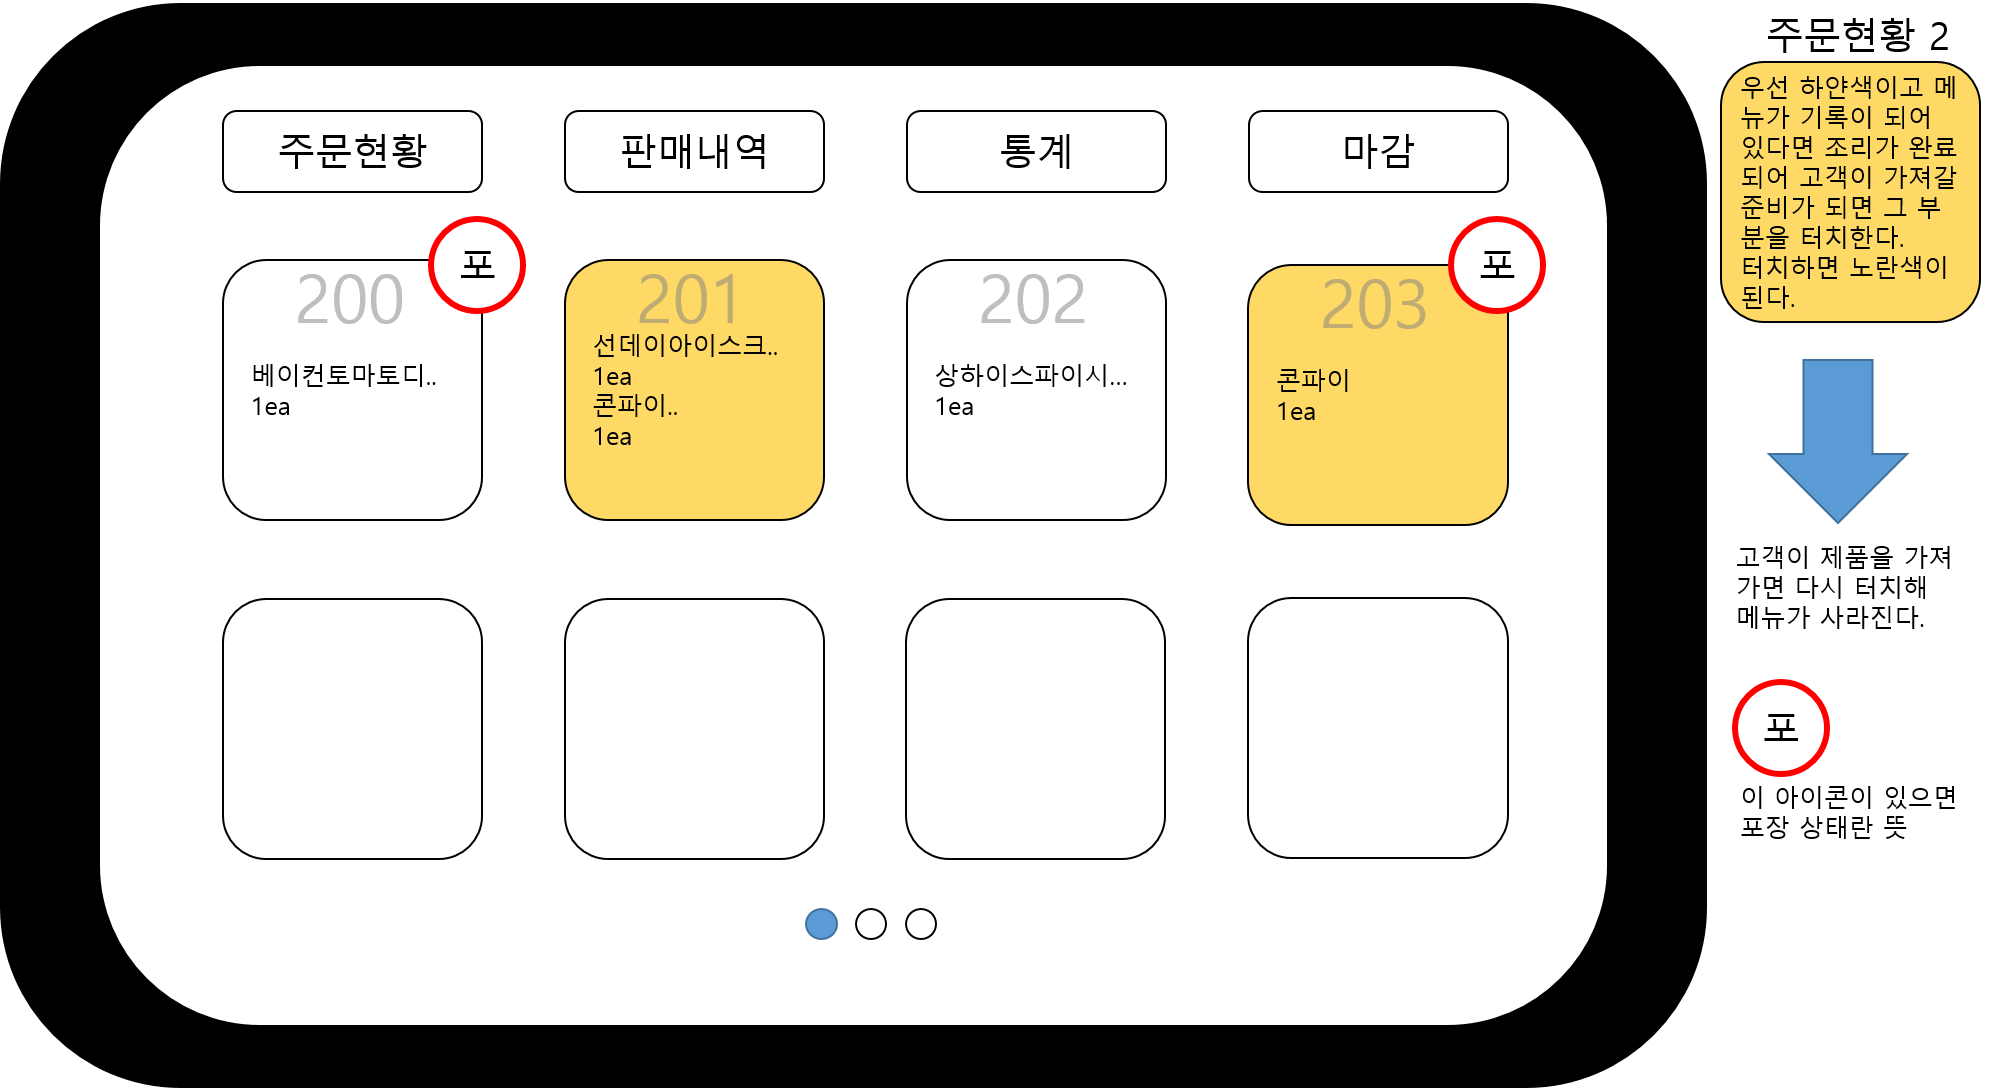 주문현황
판매내역
통계
마감
200
포
베이컨토마토디..
1ea
201
선데이아이스크..
1ea
콘파이..
1ea
202
상하이스파이시...
1ea
203
포
콘파이
1ea
주문현황 2
우선 하얀색이고 메
뉴가 기록이 되어
있다면 조리가 완료
되어 고객이 가져갈
준비가 되면 그 부
분을 터치한다.
터치하면 노란색이
된다.
고객이 제품을 가져
가면 다시 터치해
메뉴가 사라진다.
포
이 아이콘이 있으면
포장 상태란 뜻